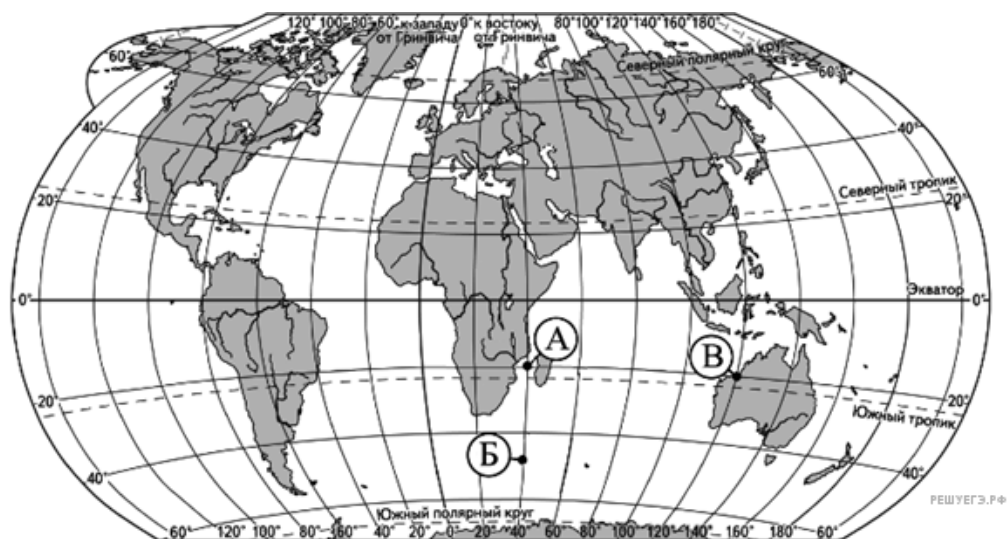 120° 100° 80° 60° к западу 0° к востоку 80° 100° 120° 140° 160° 180°
от Гринвича от Гринвича
60° Северный полярный круг 60°
40° 40°
20° Северный тропик 20°
Экватор
0° 0°
А
В
20° 20°
Южный тропик
Б
40° 40°
РЕШУЕГЭ.РФ
Южный полярный круг
60° 120° 100° 80° 60° 40° 20° 0° 20° 40° 60° 80° 100° 120° 140° 160° 180° 60°